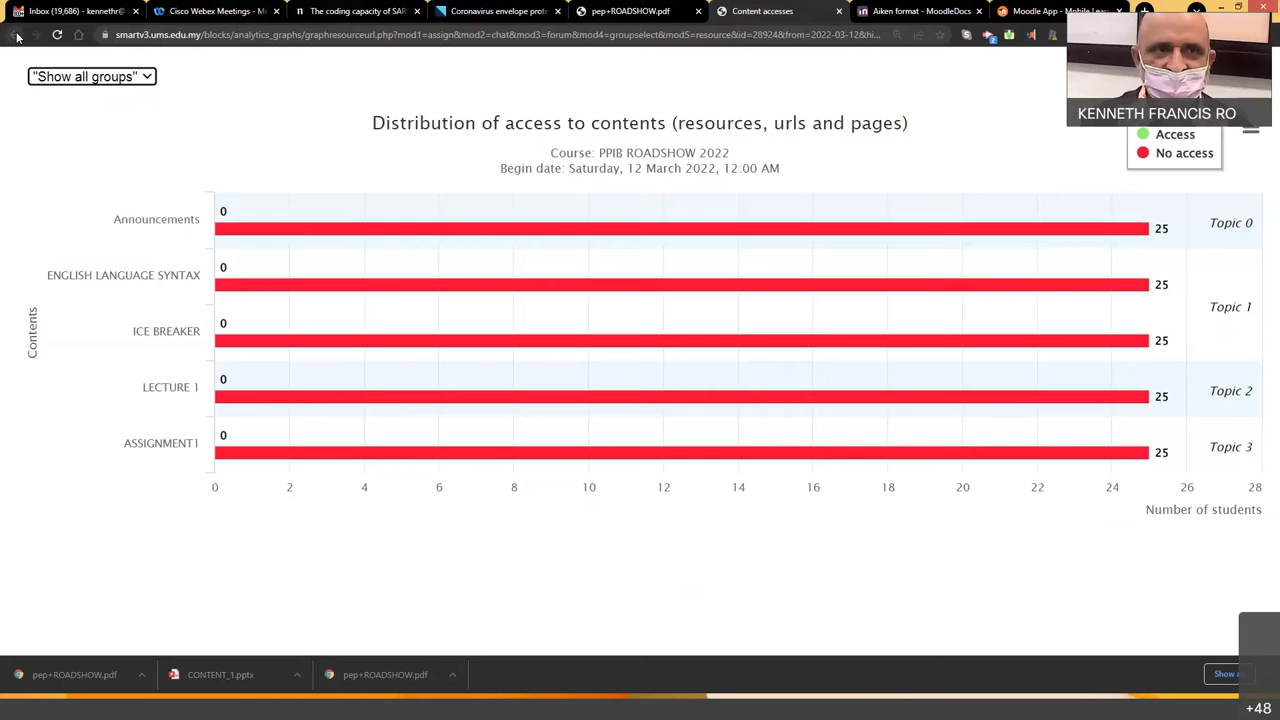 Inbox (19,686) - kennethr@
Cisco Webex Meetings - M
The coding capacity of SAR
Coronavirus envelope prote
pep+ROADSHOW.pdf
Content accesses
Aiken format - MoodleDocs
Moodle App - Mobile Learn
smartv3.ums.edu.my/blocks/analytics_graphs/graphresourceurl.php?mod1=assign&mod2=chat&mod3=forum&mod4=groupselect&mod5=resource&id=28924&from=2022-03-12&hi...
"Show all groups"
KENNETH FRANCIS RO
Distribution of access to contents (resources, urls and pages)
Course: PPIB ROADSHOW 2022
Begin date: Saturday, 12 March 2022, 12:00 AM
Access
No access
Contents
Announcements
0
25
Topic 0
ENGLISH LANGUAGE SYNTAX
0
25
Topic 1
ICE BREAKER
0
25
LECTURE 1
0
25
Topic 2
ASSIGNMENT1
0
25
Topic 3
0 2 4 6 8 10 12 14 16 18 20 22 24 26 28
Number of students
pep+ROADSHOW.pdf
CONTENT_1.pptx
pep+ROADSHOW.pdf
Show a
+48